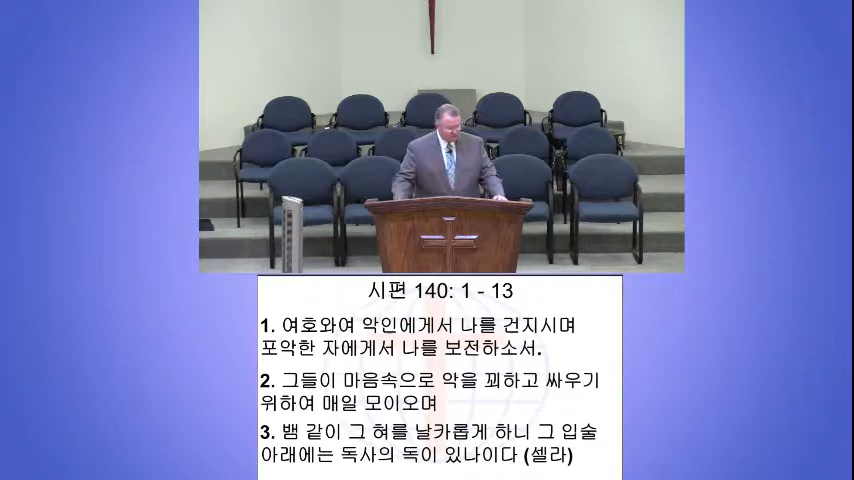 시편 140: 1 - 13
1. 여호와여 악인에게서 나를 건지시며
포악한 자에게서 나를 보전하소서.
2. 그들이 마음속으로 악을 꾀하고 싸우기
위하여 매일 모이오며
3. 뱀 같이 그 혀를 날카롭게 하니 그 입술
아래에는 독사의 독이 있나이다 (셀라)